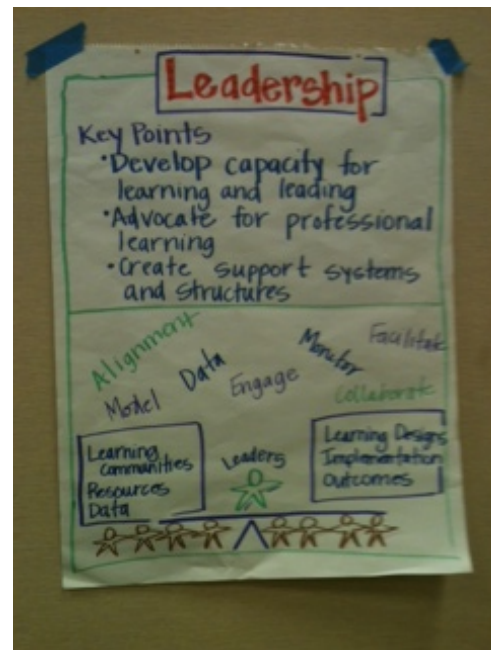 Leadership
Key Points
•Develop capacity for
learning and leading
•Advocate for professional
learning
•Create support systems
and structures
Alignment
Data
Monitor
Facilitate
Model
Engage
Collaborate
Learning
Communities
Resources
Data
Leaders
Learning Designs
Implementation
Outcomes